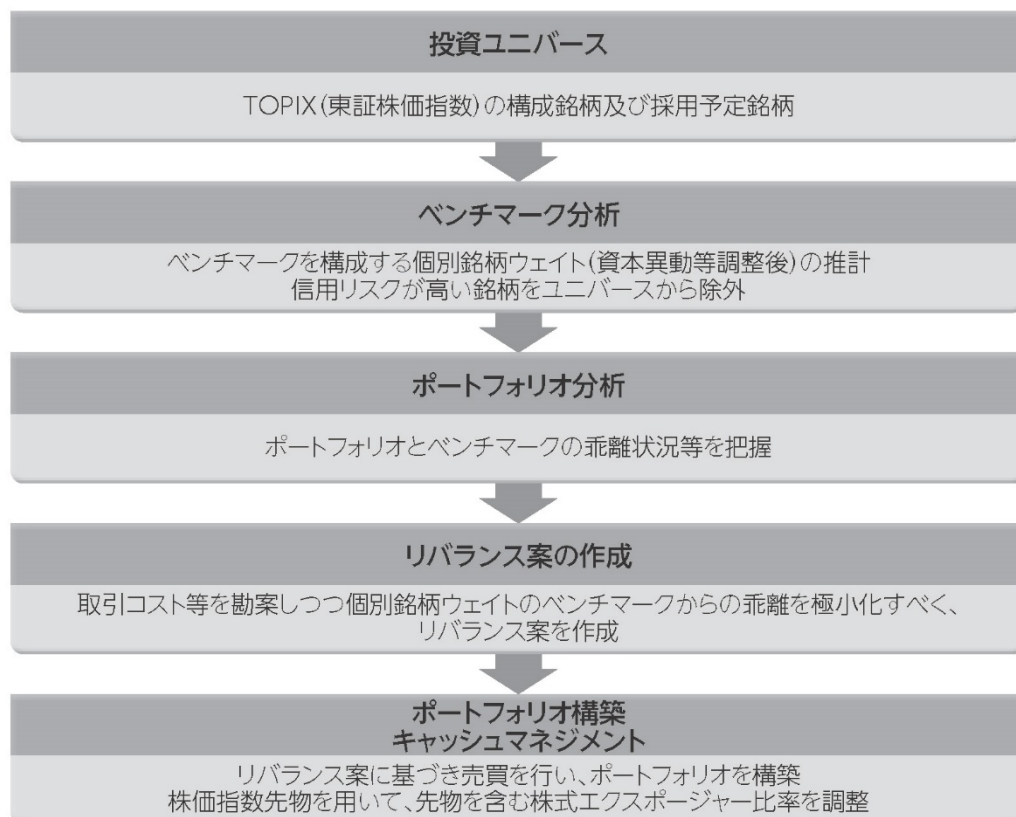 投資ユニバース
TOPIX(東証株価指数)の構成銘柄及び採用予定銘柄
ベンチマーク分析
ベンチマークを構成する個別銘柄ウェイト(資本異動等調整後)の推計
信用リスクが高い銘柄をユニバースから除外
ポートフォリオ分析
ポートフォリオとベンチマークの乖離状況等を把握
リバランス案の作成
取引コスト等を勘案しつつ個別銘柄ウェイトのベンチマークからの乖離を極小化すべく、
リバランス案を作成
ポートフォリオ構築
キャッシュマネジメント
リバランス案に基づき売買を行い、ポートフォリオを構築
株価指数先物を用いて、先物を含む株式エクスポージャー比率を調整